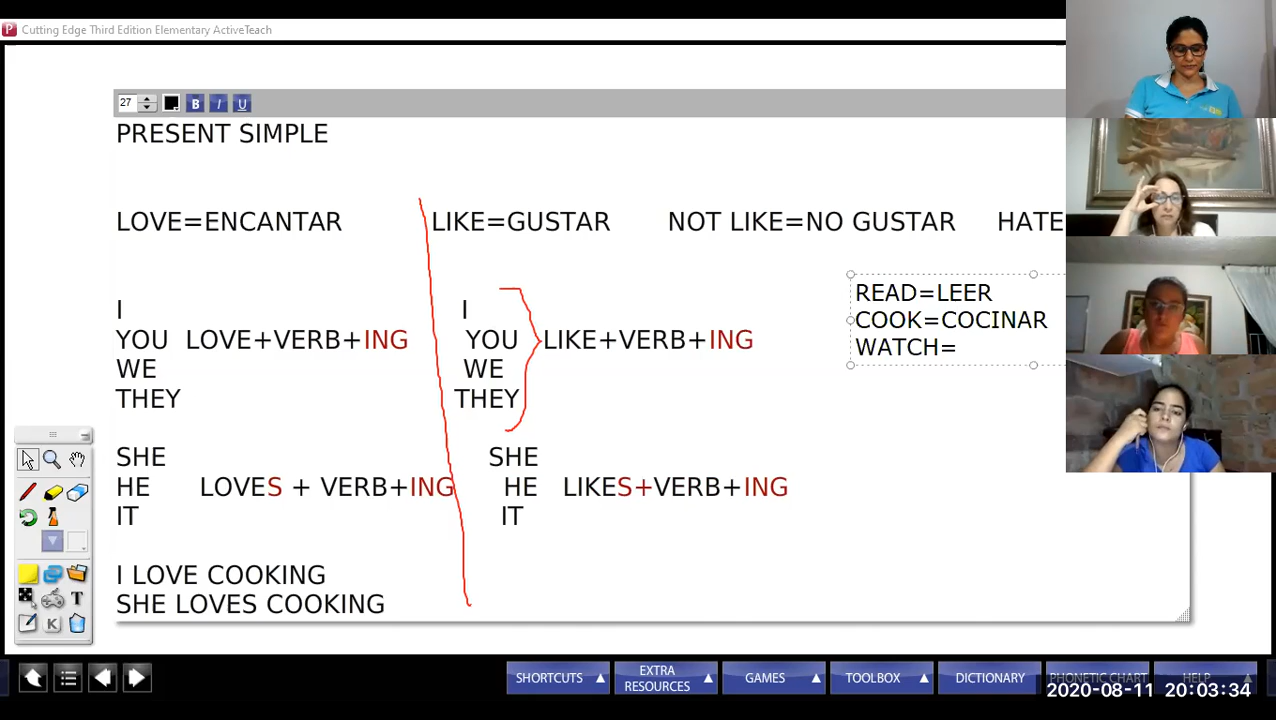 Cutting Edge Third Edition Elementary ActiveTeach
27 B I U
PRESENT SIMPLE
LOVE=ENCANTAR LIKE=GUSTAR NOT LIKE=NO GUSTAR HATE
READ=LEER
COOK=COCINAR
WATCH=
I
YOU LOVE+VERB+ING
WE
THEY
I
YOU LIKE+VERB+ING
WE
THEY
SHE
HE LOVES + VERB+ING
IT
SHE
HE LIKES+VERB+ING
IT
I LOVE COOKING
SHE LOVES COOKING
T
K
SHORTCUTS
EXTRA
RESOURCES
GAMES
TOOLBOX
DICTIONARY
PHONETIC CHART
HELP
2020-08-11 20:03:34